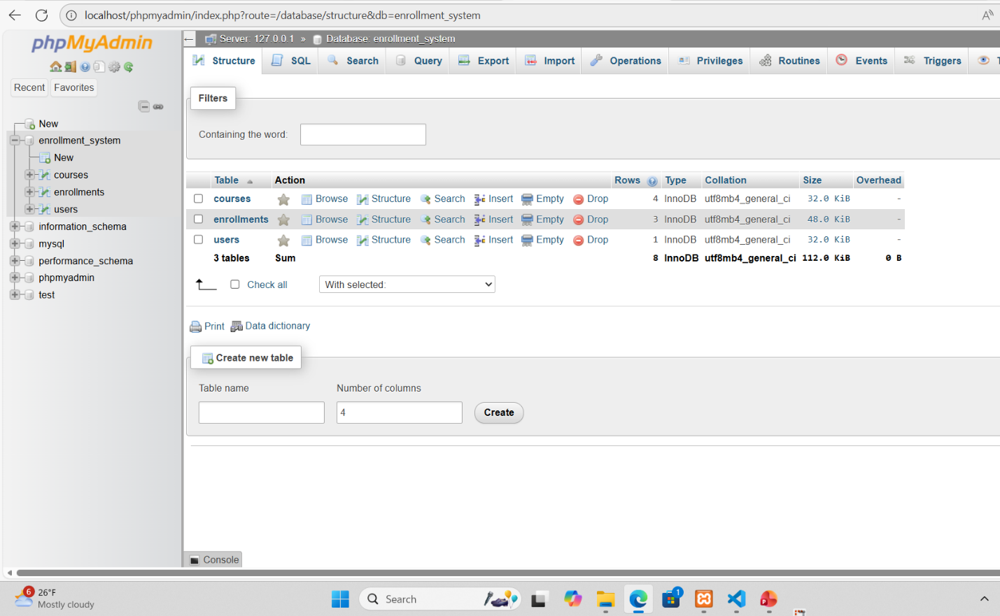 localhost/phpmyadmin/index.php?route=/database/structure&db=enrollment_system
phpMyAdmin
Recent Favorites
New
enrollment_system
New
courses
enrollments
users
information_schema
mysql
performance_schema
phpmyadmin
test
Server: 127.0.0.1 » Database: enrollment_system
Structure SQL Search Query Export Import Operations Privileges Routines Events Triggers
Filters
Containing the word:
Table Action Rows Type Collation Size Overhead
courses Browse Structure Search Insert Empty Drop 4 InnoDB utf8mb4_general_ci 32.0 KiB -
enrollments Browse Structure Search Insert Empty Drop 3 InnoDB utf8mb4_general_ci 48.0 KiB -
users Browse Structure Search Insert Empty Drop 1 InnoDB utf8mb4_general_ci 32.0 KiB -
3 tables Sum 8 InnoDB utf8mb4_general_ci 112.0 KiB 0 B
Check all With selected:
Print Data dictionary
Create new table
Table name Number of columns
4 Create
Console
6 26°F
Mostly cloudy
Search
1